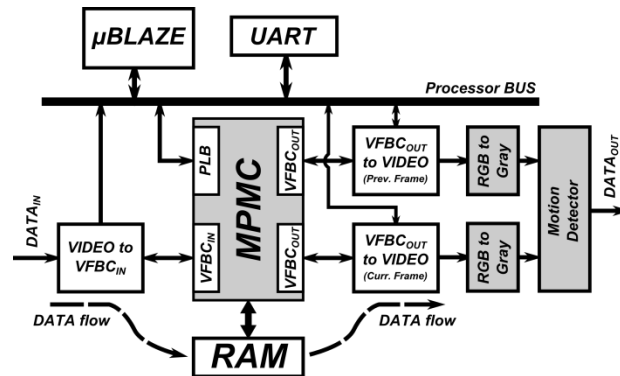 μBLAZE
UART
Processor BUS
DATAIN
VIDEO to
VFBCIN
PLB
VFBCIN
MPMC
VFBCOUT
VFBCOUT
VFBCOUT
to VIDEO
(Prev. Frame)
RGB to
Gray
VFBCOUT
to VIDEO
(Curr. Frame)
RGB to
Gray
Motion
Detector
DATAOUT
DATA flow
RAM
DATA flow